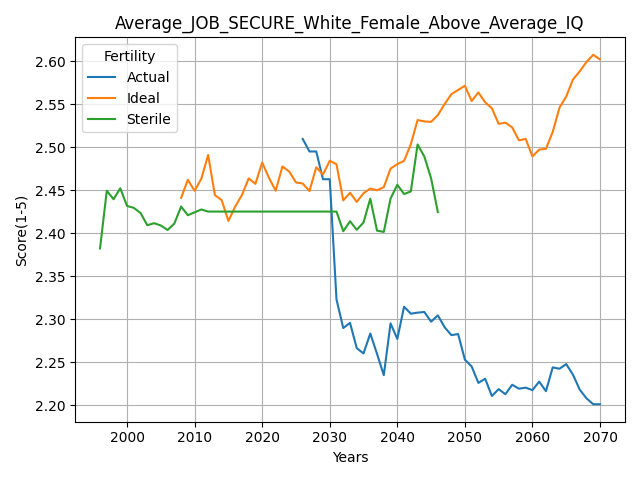 Average_JOB_SECURE_White_Female_Above_Average_IQ
Fertility
Actual
Ideal
Sterile
Score(1-5)
2.60
2.55
2.50
2.45
2.40
2.35
2.30
2.25
2.20
2000 2010 2020 2030 2040 2050 2060 2070
Years